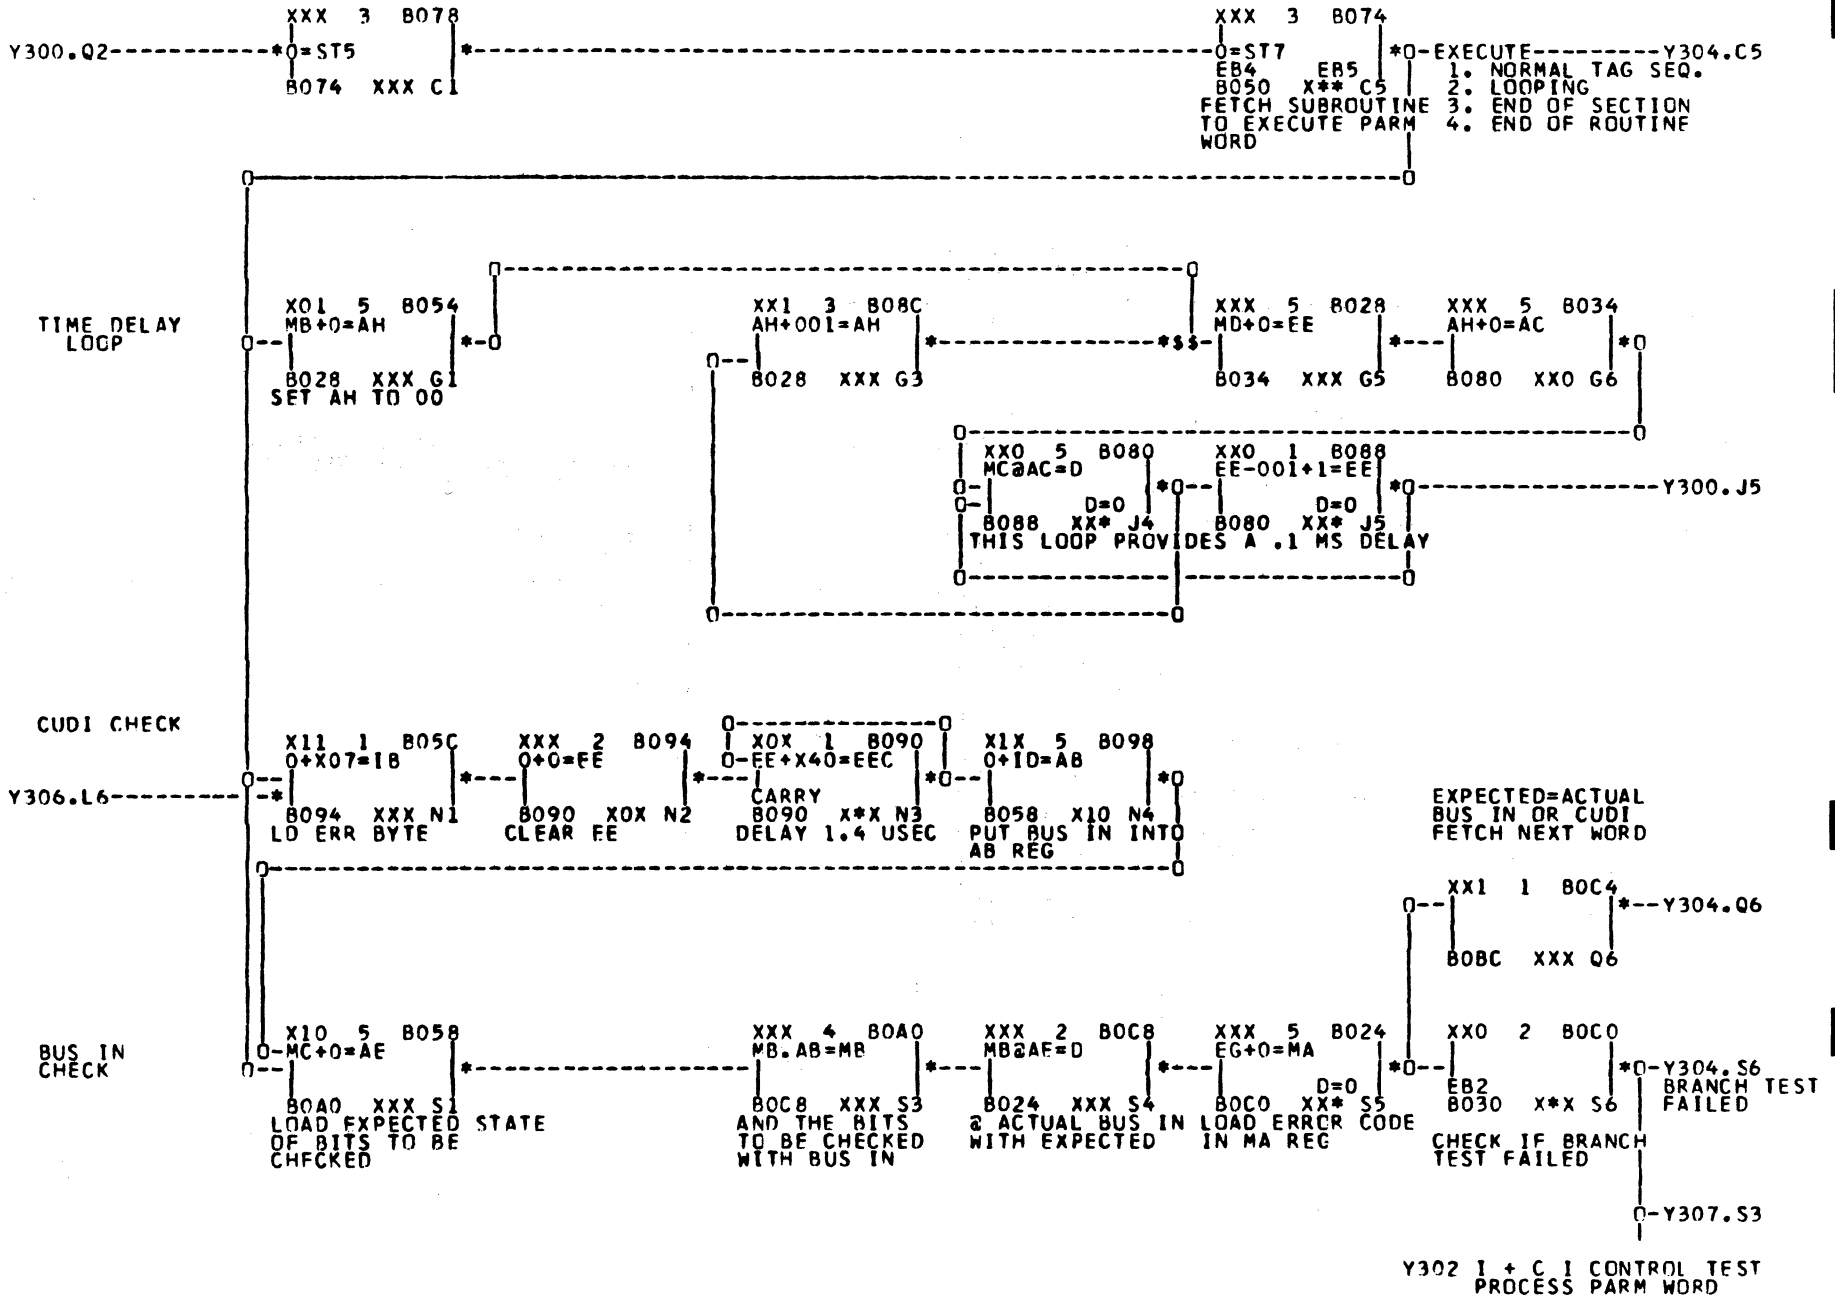 XXX 3 B078
XXX 3 B074
Y300.Q2-----------*O=ST5
*-----O=ST7
*O-EXECUTE---------Y304.C5
B074 XXX C1
EB4 EB5
1. NORMAL TAG SEQ.
B050 X** C5
2. LOOPING
FETCH SUBROUTINE
3. END OF SECTION
TO EXECUTE PARM
4. END OF ROUTINE
WORD
TIME DELAY
LOOP
X01 5 B054
MB+0=AH
B028 XXX G1
SET AH TO 00
XX1 3 B08C
AH+001=AH
B028 XXX G3
*$$-
XXX 5 B028
MD+0=EE
B034 XXX G5
XXX 5 B034
AH+0=AC
B080 XX0 G6
XX0 5 B080
MC@AC=D
D=0
B088 XX* J4
XX0 1 B088
EE-001+1=EE
D=0
B080 XX* J5
Y300.J5
THIS LOOP PROVIDES A .1 MS DELAY
CUDI CHECK
Y306.L6
X11 1 B05C
0+X07=IB
B094 XXX N1
LD ERR BYTE
XXX 2 B094
0+0=EE
B090 X0X N2
CLEAR EE
X0X 1 B090
EE+X40=EEC
CARRY
B090 X*X N3
DELAY 1.4 USEC
X1X 5 B098
0+ID=AB
B058 X10 N4
PUT BUS IN INTO
AB REG
EXPECTED=ACTUAL
BUS IN OR CUDI
FETCH NEXT WORD
XX1 1 B0C4
*--Y304.Q6
B0BC XXX Q6
BUS IN
CHECK
X10 5 B058
MC+0=AE
B0A0 XXX S1
LOAD EXPECTED STATE
OF BITS TO BE
CHECKED
XXX 4 B0A0
MB.AB=MB
B0C8 XXX S3
AND THE BITS
TO BE CHECKED
WITH BUS IN
XXX 2 B0C8
MB@AE=D
B024 XXX S4
@ ACTUAL BUS IN
WITH EXPECTED
XXX 5 B024
EG+0=MA
D=0
B0C0 XX* S5
LOAD ERROR CODE
IN MA REG
XX0 2 B0C0
EB2
B030 X*X S6
CHECK IF BRANCH
TEST FAILED
*O-Y304.S6
BRANCH TEST
FAILED
O-Y307.S3
Y302 I + C I CONTROL TEST
PROCESS PARM WORD